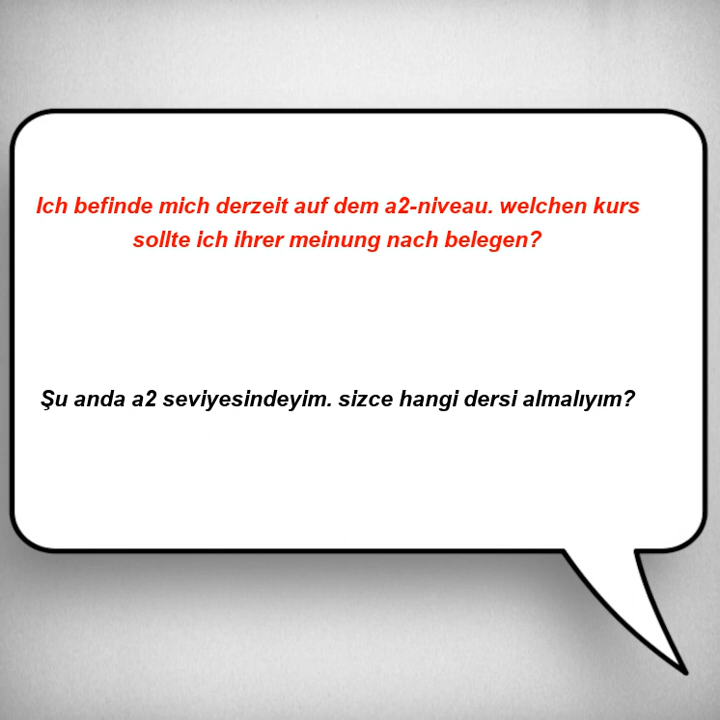 Ich befinde mich derzeit auf dem a2-niveau. welchen kurs
sollte ich ihrer meinung nach belegen?
Şu anda a2 seviyesindeyim. sizce hangi dersi almalıyım?